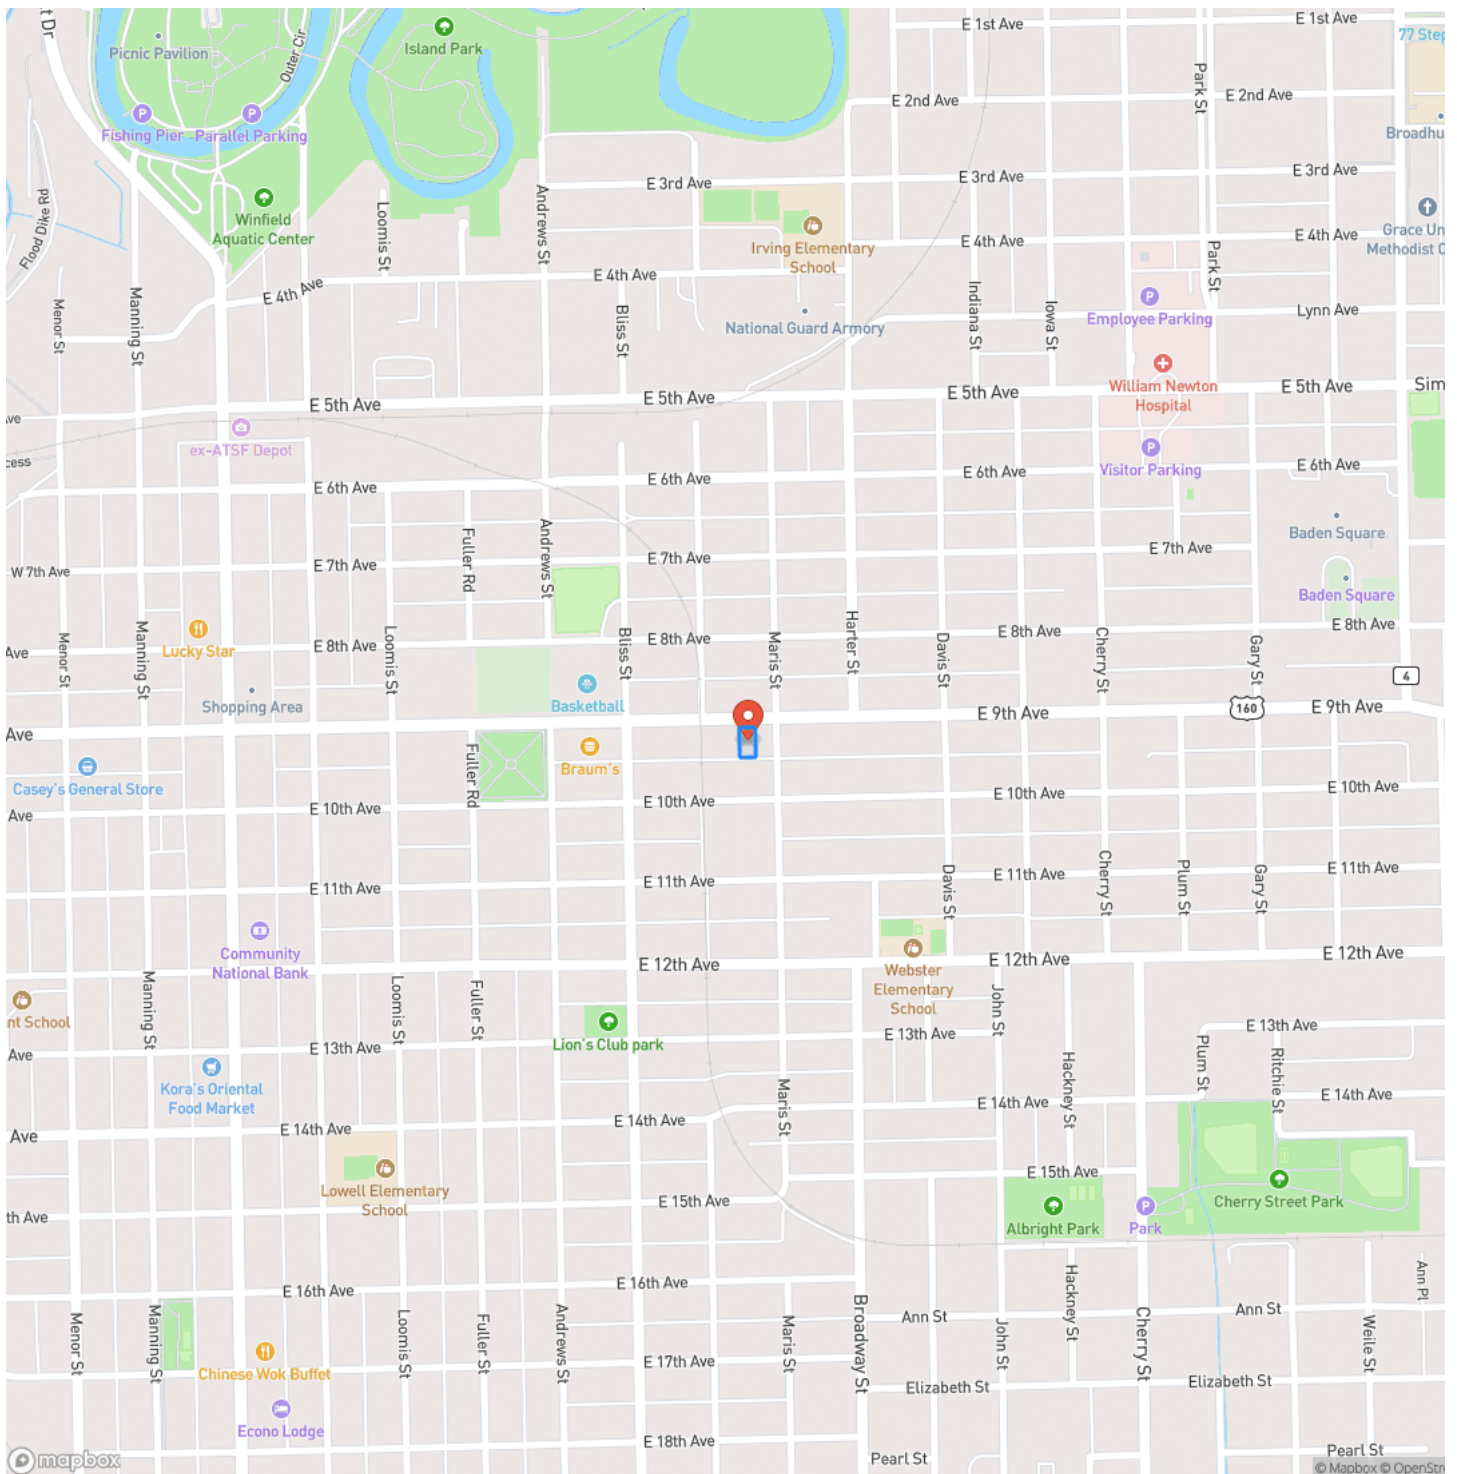 t Dr
Picnic Pavilion
Outer Cir
Island Park
E 1st Ave
E 1st Ave
77 Step
Fishing Pier
Parallel Parking
Park St
E 2nd Ave
E 2nd Ave
Broadhu
Flood Dike Rd
Winfield
Aquatic Center
Loomis St
Andrews St
E 3rd Ave
E 3rd Ave
E 3rd Ave
Irving Elementary
School
E 4th Ave
E 4th Ave
Grace Un
Methodist C
Park St
E 4th Ave
E 4th Ave
Menor St
Manning St
Bliss St
National Guard Armory
Indiana St
Iowa St
Employee Parking
Lynn Ave
William Newton
Hospital
ve
E 5th Ave
E 5th Ave
E 5th Ave
E 5th Ave
Sim
ex-ATSF Depot
cess
Visitor Parking
E 6th Ave
E 6th Ave
E 6th Ave
E 6th Ave
Fuller Rd
Andrews St
Baden Square
W 7th Ave
E 7th Ave
E 7th Ave
E 7th Ave
Baden Square
Menor St
Manning St
Lucky Star
Loomis St
Bliss St
Maris St
Harter St
Davis St
Cherry St
Gary St
Ave
E 8th Ave
E 8th Ave
E 8th Ave
E 8th Ave
4
Shopping Area
Basketball
E 9th Ave
160
E 9th Ave
Ave
Braum's
Casey's General Store
Fuller Rd
Ave
E 10th Ave
E 10th Ave
E 10th Ave
E 10th Ave
E 11th Ave
E 11th Ave
E 11th Ave
E 11th Ave
Davis St
Cherry St
Plum St
Gary St
Community
National Bank
E 12th Ave
E 12th Ave
E 12th Ave
Webster
Elementary
School
nt School
Manning St
Loomis St
Fuller St
John St
Lion's Club park
E 13th Ave
E 13th Ave
E 13th Ave
Ave
Kora's Oriental
Food Market
Maris St
Hackney St
Plum St
Ritchie St
Ave
E 14th Ave
E 14th Ave
E 14th Ave
E 14th Ave
Lowell Elementary
School
E 15th Ave
E 15th Ave
th Ave
Albright Park
Park
Cherry Street Park
E 16th Ave
E 16th Ave
Menor St
Manning St
Loomis St
Fuller St
Andrews St
Maris St
Broadway St
Ann St
John St
Hackney St
Cherry St
Ann St
Weile St
Ann Pl
Chinese Wok Buffet
E 17th Ave
Elizabeth St
Elizabeth St
Econo Lodge
E 18th Ave
Pearl St
Pearl St
mapbox
© Mapbox © OpenStre